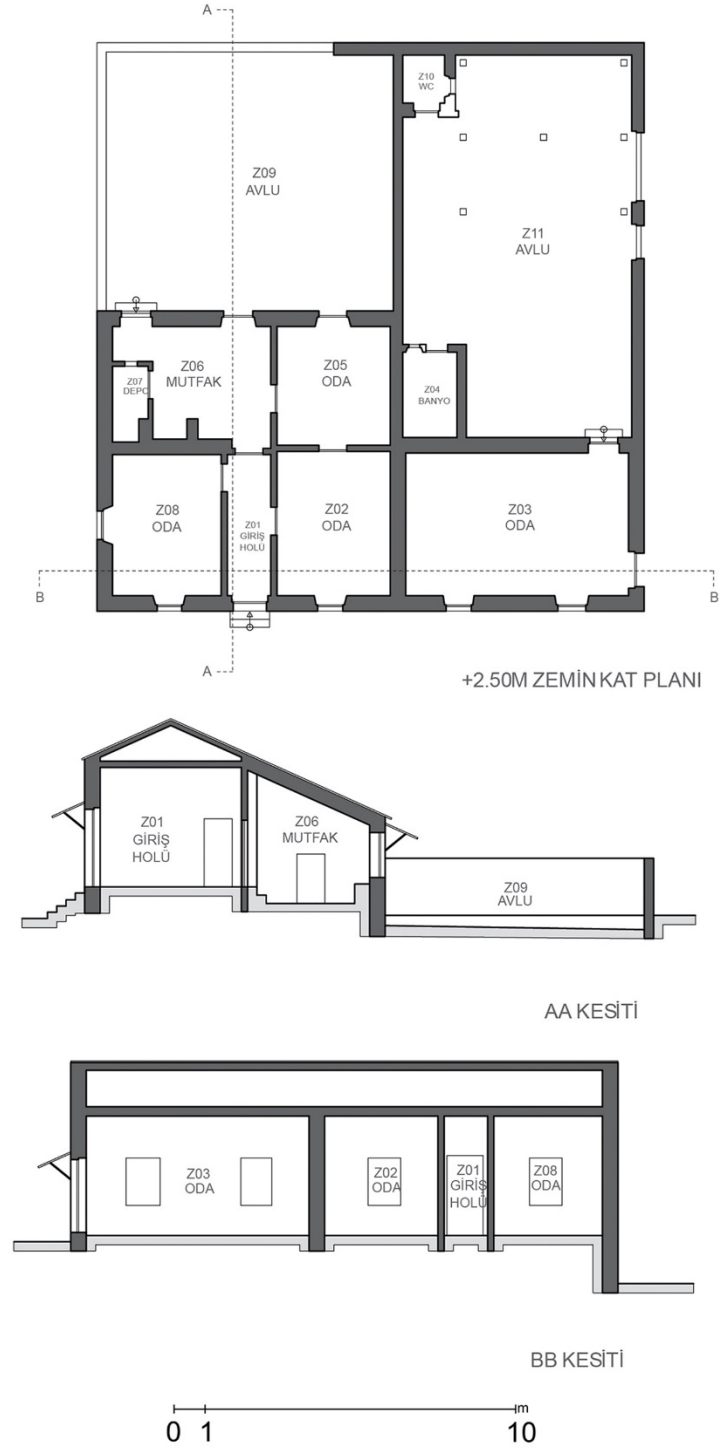 A
Z10
WC
Z09
AVLU
Z11
AVLU
Z06
MUTFAK
Z05
ODA
Z07
DEPO
Z04
BANYO
Z08
ODA
Z01
GİRİŞ
HOLÜ
Z02
ODA
Z03
ODA
B
B
A
+2.50M ZEMİN KAT PLANI
Z01
GİRİŞ
HOLÜ
Z06
MUTFAK
Z09
AVLU
AA KESİTİ
Z03
ODA
Z02
ODA
Z01
GİRİŞ
HOLÜ
Z08
ODA
BB KESİTİ
m
0 1 10